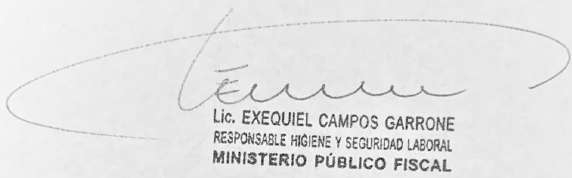 Lic. EXEQUIEL CAMPOS GARRONE
RESPONSABLE HIGIENE Y SEGURIDAD LABORAL
MINISTERIO PÚBLICO FISCAL